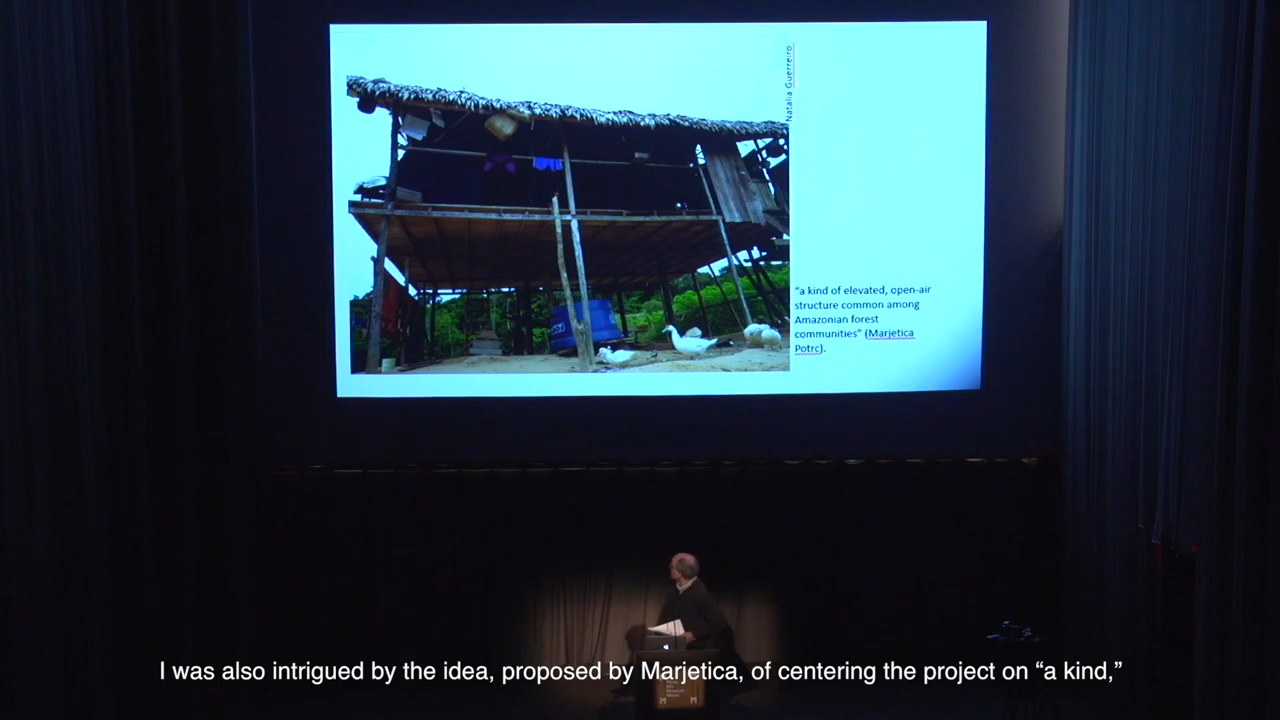 Natalia Guerreiro
“a kind of elevated, open-air
structure common among
Amazonian forest
communities” (Marjetica
Potrc).
I was also intrigued by the idea, proposed by Marjetica, of centering the project on “a kind,”